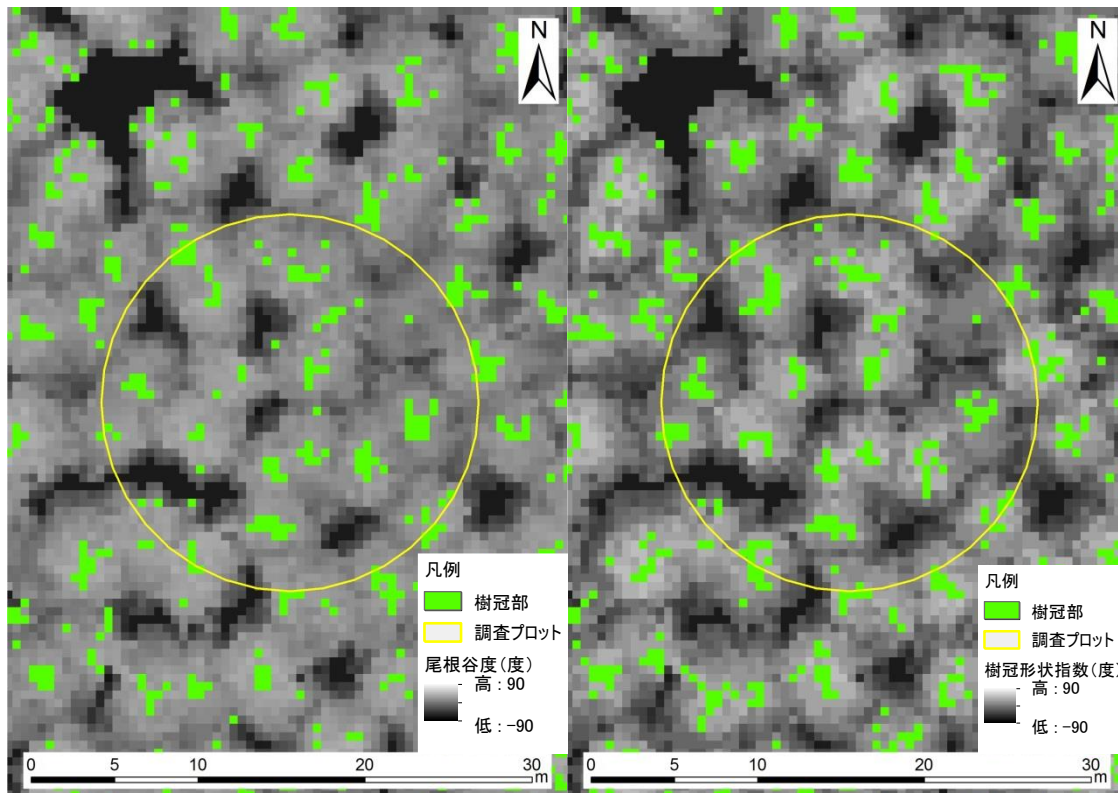 N
凡例
樹冠部
調査プロット
尾根谷度(度)
高 : 90
低 : -90
0 5 10 20 30
m
N
凡例
樹冠部
調査プロット
樹冠形状指数(度)
高 : 90
低 : -90
0 5 10 20 30
m